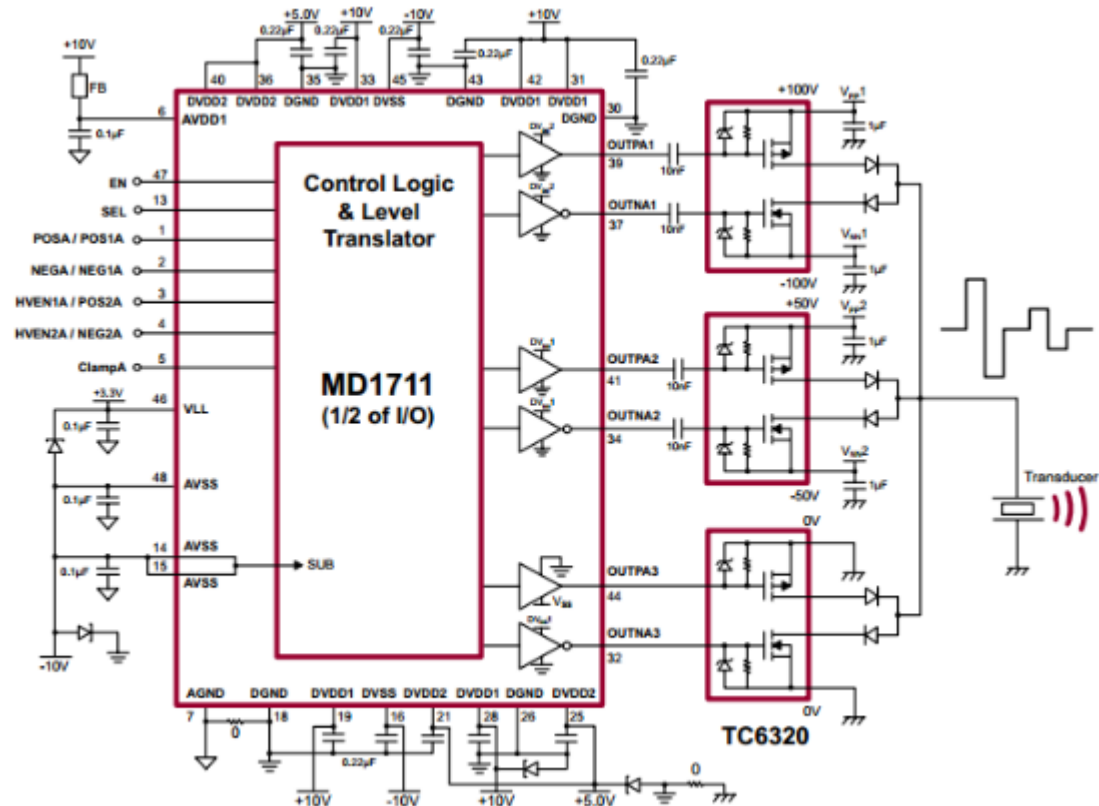 +5.0V -10V +10V
0.22µF +10V
0.22µF 0.22µF 0.22µF 0.22µF
+10V
FB
40 36 35 33 45 43 42 31
DVDD2 DVDD2 DGND DVDD1 DVSS DGND DVDD1 DVDD1
30
DGND
6
AVDD1
0.1µF
EN 47
SEL 13
POSA / POS1A 1
NEGA / NEG1A 2
HVEN1A / POS2A 3
HVEN2A / NEG2A 4
ClampA 5
+3.3V
46 VLL
0.1µF
48 AVSS
0.1µF
14 AVSS
15
AVSS
0.1µF
-10V
SUB
Control Logic
& Level
Translator
MD1711
(1/2 of I/O)
OUTPA1
39
10nF
OUTNA1
37
10nF
+100V
VPP1
1µF
VNN1
1µF
-100V
OUTPA2
41
10nF
OUTNA2
34
10nF
+50V
VPP2
1µF
VNN2
1µF
-50V
VSS
OUTPA3
44
OUTNA3
32
0V
0V
TC6320
Transducer
AGND DGND DVDD1 DVSS DVDD2 DVDD1 DGND DVDD2
7 18 19 16 21 28 26 25
0
0.22µF
0
+10V -10V +10V +5.0V